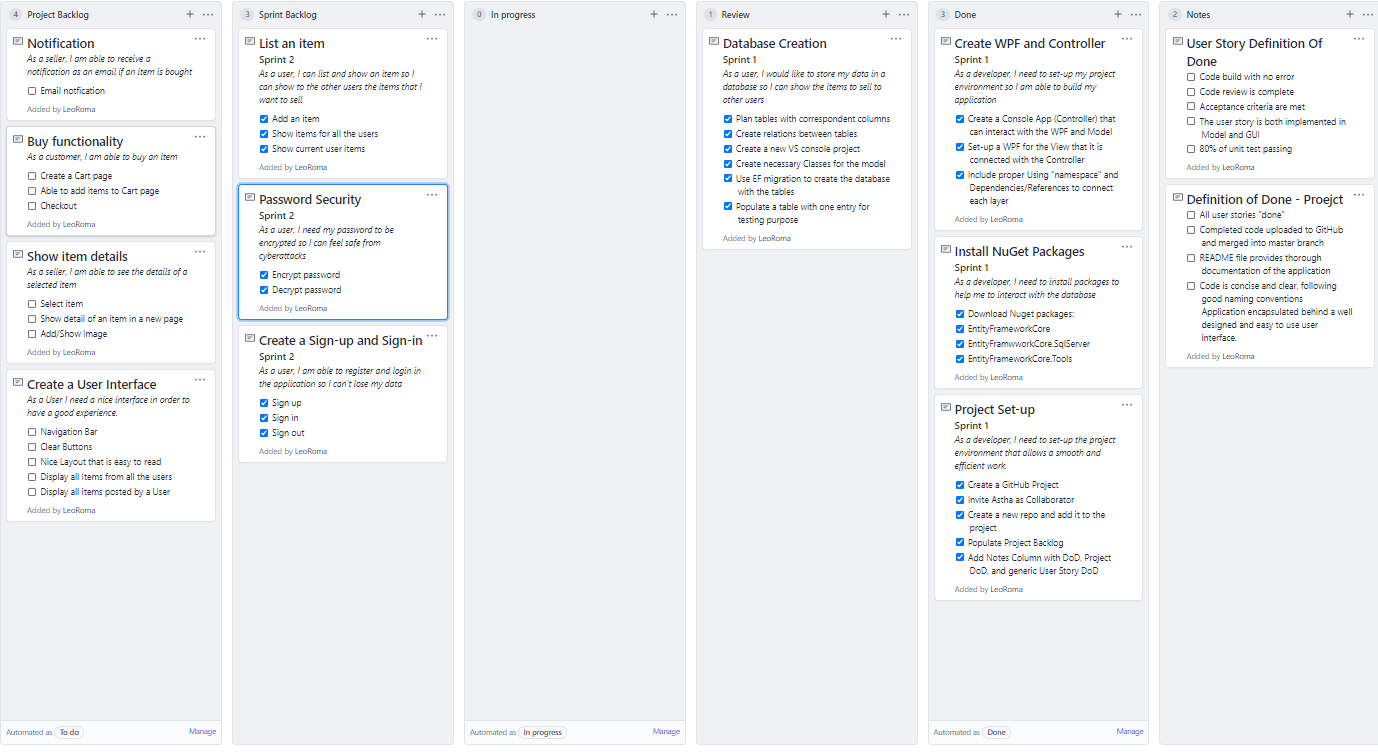 4 Project Backlog
Notification
As a seller, I am able to receive a
notification as an email if an item is bought
Email notfication
Added by LeoRoma
Buy functionality
As a customer, I am able to buy an item
Create a Cart page
Able to add items to Cart page
Checkout
Added by LeoRoma
Show item details
As a seller, I am able to see the details of a
selected item
Select item
Show detail of an item in a new page
Add/Show Image
Added by LeoRoma
Create a User Interface
As a User I need a nice interface in order to
have a good experience.
Navigation Bar
Clear Buttons
Nice Layout that is easy to read
Display all Items from all the users
Display all items posted by a User
Added by LeoRoma
Automated as To do Manage
3 Sprint Backlog
List an item
Sprint 2
As a user, I can list and show an item so I
can show to the other users the items that I
want to sell
Add an item
Show items for all the users
Show current user items
Added by LeoRoma
Password Security
Sprint 2
As a user, I need my password to be
encrypted so I can feel safe from
cyberattacks
Encrypt password
Decrypt password
Added by LeoRoma
Create a Sign-up and Sign-in
Sprint 2
As a user, I am able to register and login in
the application so I can't lose my data
Sign up
Sign in
Sign out
Added by LeoRoma
0 In progress
Automated as In progress Manage
1 Review
Database Creation
Sprint 1
As a user, I would like to store my data in a
database so I can show the items to sell to
other users
Plan tables with correspondent columns
Create relations between tables
Create a new VS console project
Create necessary Classes for the model
Use EF migration to create the database
with the tables
Populate a table with one entry for
testing purpose
Added by LeoRoma
3 Done
Create WPF and Controller
Sprint 1
As a developer, I need to set-up my project
environment so I am able to build my
application
Create a Console App (Controller) that
can interact with the WPF and Model
Set-up a WPF for the View that it is
connected with the Controller
Include proper Using "namespace" and
Dependencies/References to connect
each layer
Added by LeoRoma
Install NuGet Packages
Sprint 1
As a developer, I need to install packages to
help me to interact with the database
Download Nuget packages:
EntityFrameworkCore
EntityFramwworkCore.SqlServer
EntityFrameworkCore.Tools
Added by LeoRoma
Project Set-up
Sprint 1
As a developer, I need to set-up the project
environment that allows a smooth and
efficient work.
Create a GitHub Project
Invite Astha as Collaborator
Create a new repo and add it to the
project
Populate Project Backlog
Add Notes Column with DoD, Project
DoD, and generic User Story DoD
Added by LeoRoma
Automated as Done Manage
2 Notes
User Story Definition Of
Done
Code build with no error
Code review is complete
Acceptance criteria are met
The user story is both implemented in
Model and GUI
80% of unit test passing
Added by LeoRoma
Definition of Done - Proejct
All user stories "done"
Completed code uploaded to GitHub
and merged into master branch
README file provides thorough
documentation of the application
Code is concise and clear, following
good naming conventions
Application encapsulated behind a well
designed and easy to use user
interface.
Added by LeoRoma